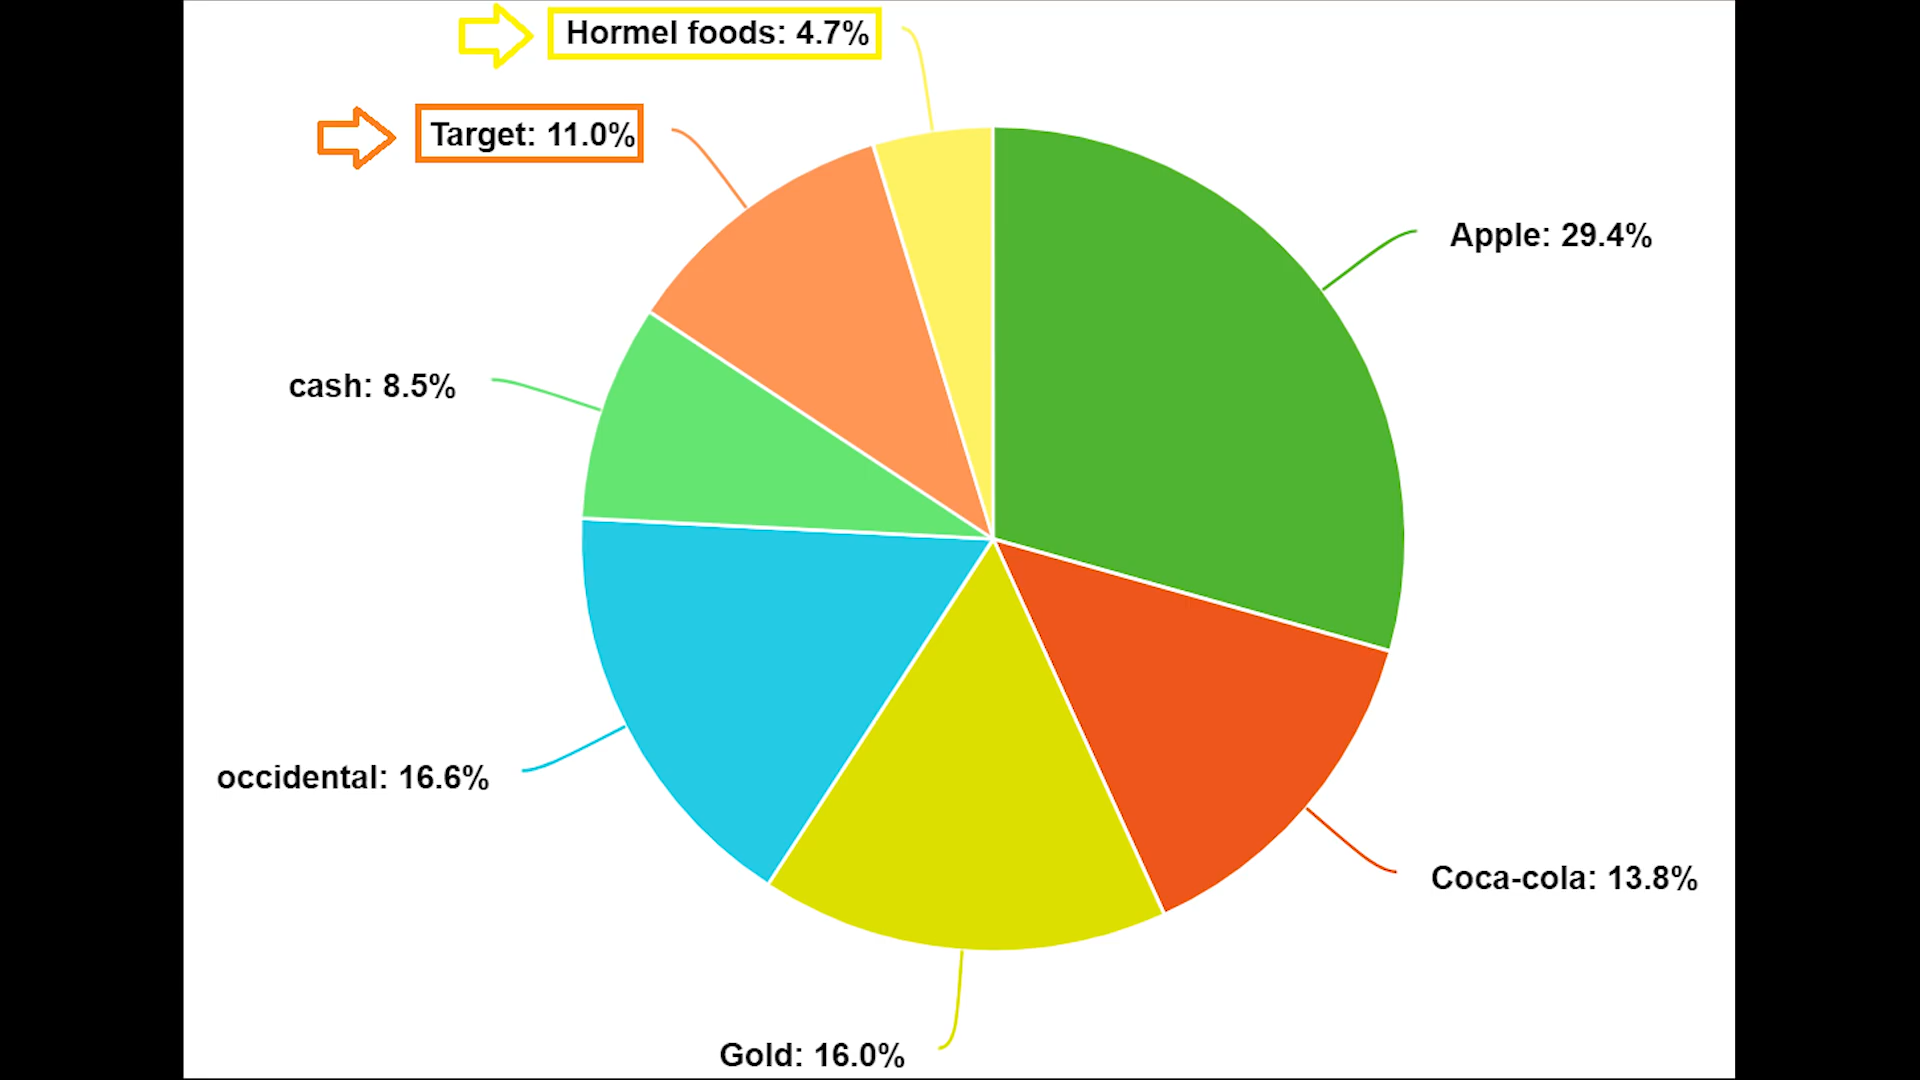 Hormel foods: 4.7%
Target: 11.0%
Apple: 29.4%
cash: 8.5%
occidental: 16.6%
Coca-cola: 13.8%
Gold: 16.0%